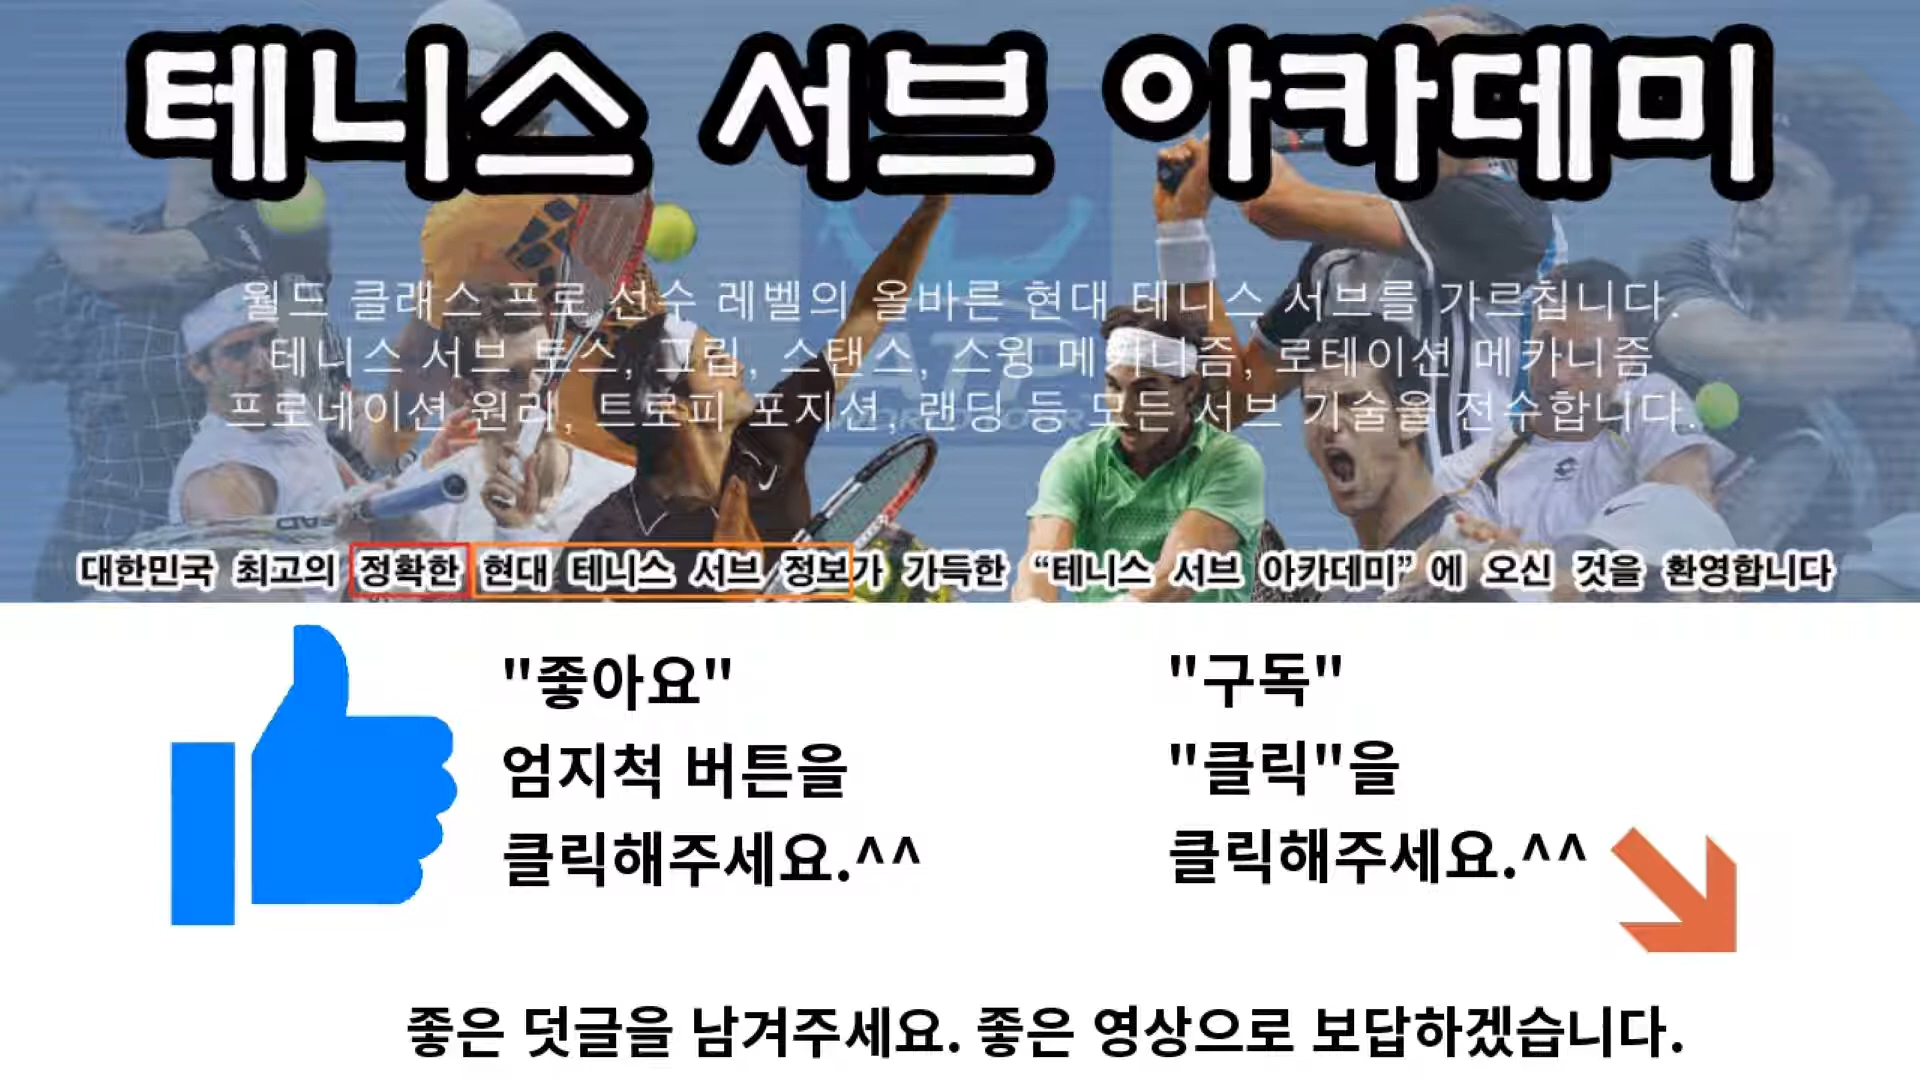 테니스 서브 아카데미
월드 클래스 프로 선수 레벨의 올바른 현대 테니스 서브를 가르칩니다.
테니스 서브 토스, 그립, 스탠스, 스윙 메카니즘, 로테이션 메카니즘
프로네이션 원리, 트로피 포지션, 랜딩 등 모든 서브 기술을 전수합니다.
대한민국 최고의 정확한 현대 테니스 서브 정보가 가득한 “테니스 서브 아카데미” 에 오신 것을 환영합니다
"좋아요"
엄지척 버튼을
클릭해주세요.^^
"구독"
"클릭"을
클릭해주세요.^^
좋은 덧글을 남겨주세요. 좋은 영상으로 보답하겠습니다.